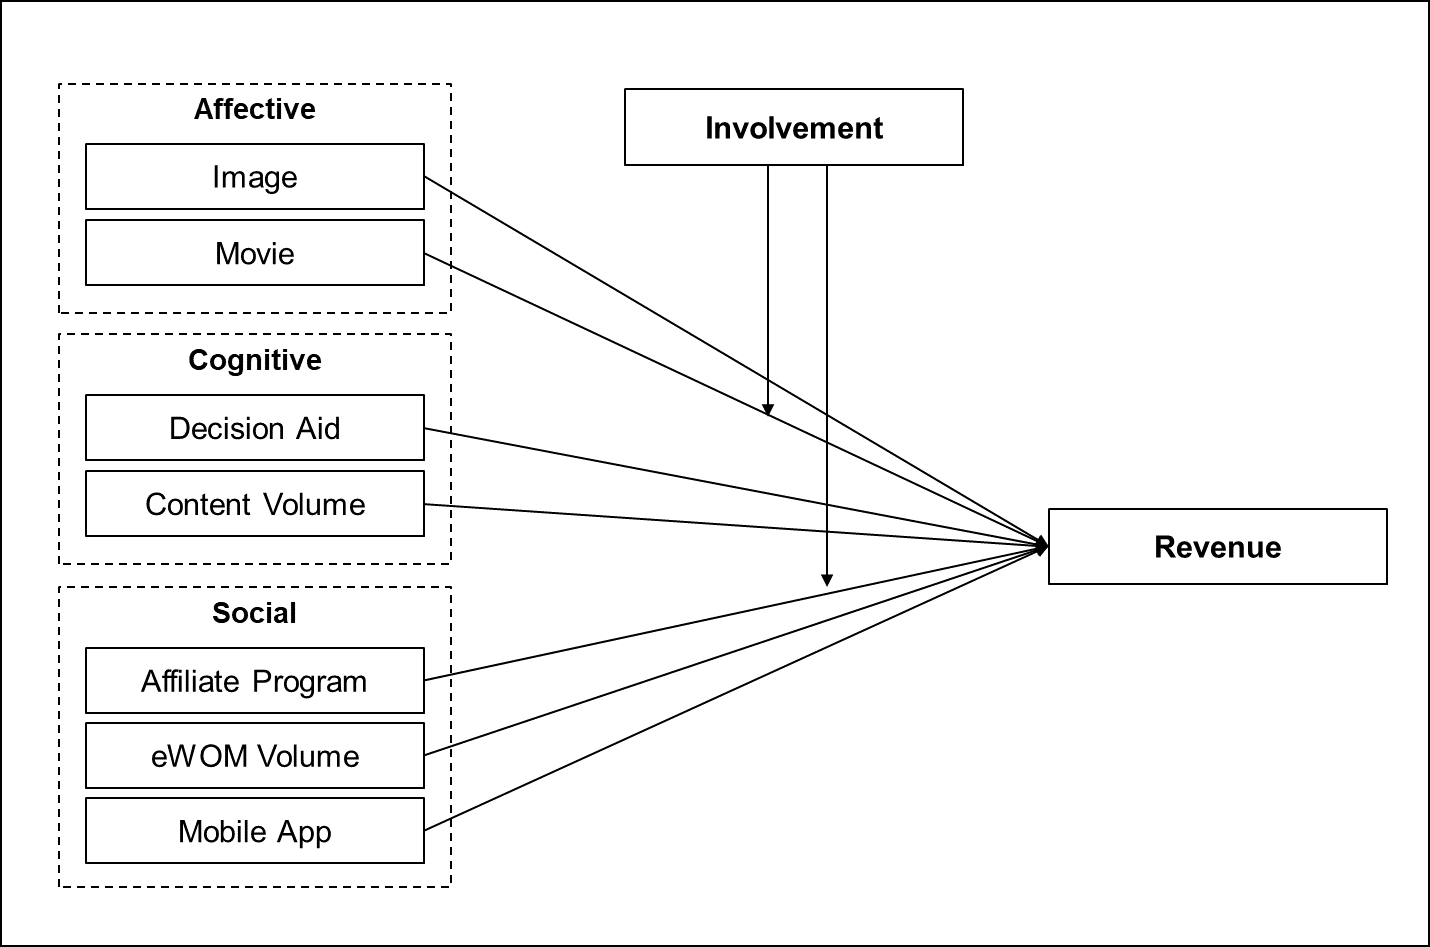 Affective
Image
Movie
Involvement
Cognitive
Decision Aid
Content Volume
Social
Affiliate Program
eWOM Volume
Mobile App
Revenue